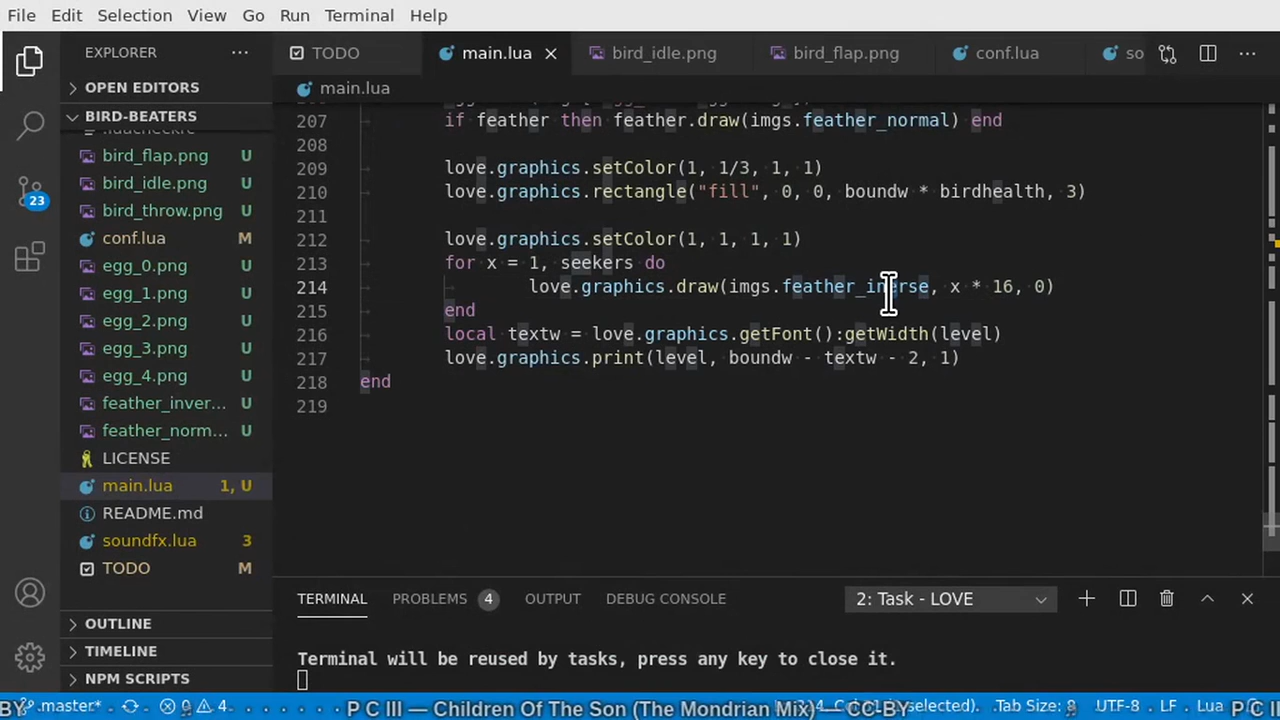 File Edit Selection View Go Run Terminal Help
EXPLORER
TODO main.lua bird_idle.png bird_flap.png conf.lua so
OPEN EDITORS
main.lua
BIRD-BEATERS
bird_flap.png U
bird_idle.png U
bird_throw.png U
conf.lua M
egg_0.png U
egg_1.png U
egg_2.png U
egg_3.png U
egg_4.png U
feather_inver... U
feather_norm... U
LICENSE
main.lua 1, U
README.md
soundfx.lua 3
TODO M
OUTLINE
TIMELINE
NPM SCRIPTS
23
207 if feather then feather.draw(imgs.feather_normal) end
208
209 love.graphics.setColor(1, 1/3, 1, 1)
210 love.graphics.rectangle("fill", 0, 0, boundw * birdhealth, 3)
211
212 love.graphics.setColor(1, 1, 1, 1)
213 for x = 1, seekers do
214 love.graphics.draw(imgs.feather_inerse, x * 16, 0)
215 end
216 local textw = love.graphics.getFont():getWidth(level)
217 love.graphics.print(level, boundw - textw - 2, 1)
218 end
219
TERMINAL PROBLEMS 4 OUTPUT DEBUG CONSOLE 2: Task - LOVE
Terminal will be reused by tasks, press any key to close it.
master* 4 selected). Tab Size: 8 UTF-8 LF Lua
BY P C III — Children Of The Son (The Mondrian Mix) — CC-BY P C